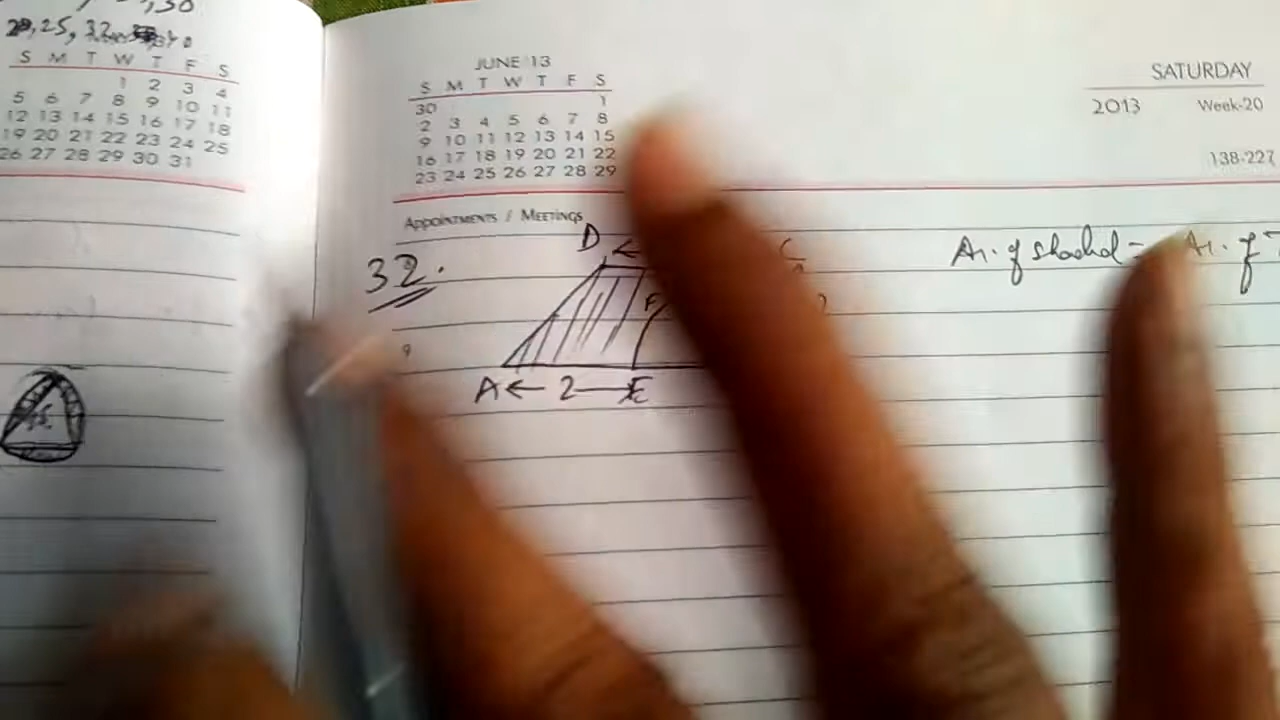 , 30
, 25, 32,
S M T W T F S
1 2 3 4
5 6 7 8 9 10 11
12 13 14 15 16 17 18
19 20 21 22 23 24 25
26 27 28 29 30 31
JUNE 13
S M T W T F S
30 1
2 3 4 5 6 7 8
9 10 11 12 13 14 15
16 17 18 19 20 21 22
23 24 25 26 27 28 29
SATURDAY
2013 Week-20
138-227
Appointments / Meetings
32.
D ← C
F
9
A ← 2 → E
Ar. of shaded = Ar. of